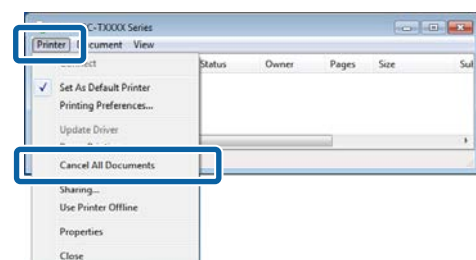 C-TXXXX Series
Printer Document View
Status Owner Pages Size
Set As Default Printer
Printing Preferences...
Update Driver
Cancel All Documents
Sharing...
Use Printer Offline
Properties
Close